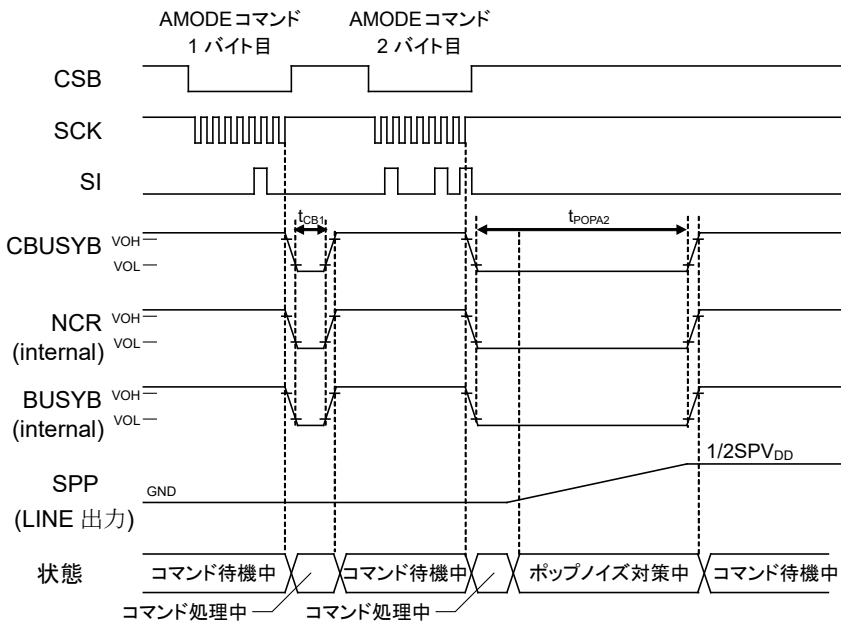 AMODEコマンド AMODEコマンド
1 バイト目 2 バイト目
CSB
SCK
SI
tCB1 tPOPA2
CBUSYB VOH
VOL
NCR VOH
(internal) VOL
BUSYB VOH
(internal) VOL
1/2SPVDD
SPP GND
(LINE 出力)
状態 コマンド待機中 コマンド待機中 ポップノイズ対策中 コマンド待機中
コマンド処理中 コマンド処理中